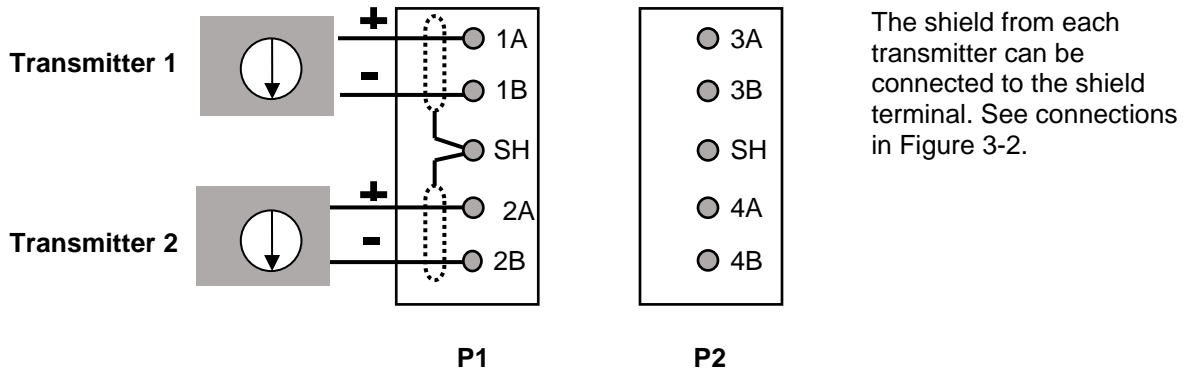 Transmitter 1
+
-
1A
1B
SH
Transmitter 2
+
-
2A
2B
P1
3A
3B
SH
4A
4B
P2
The shield from each
transmitter can be
connected to the shield
terminal. See connections
in Figure 3-2.